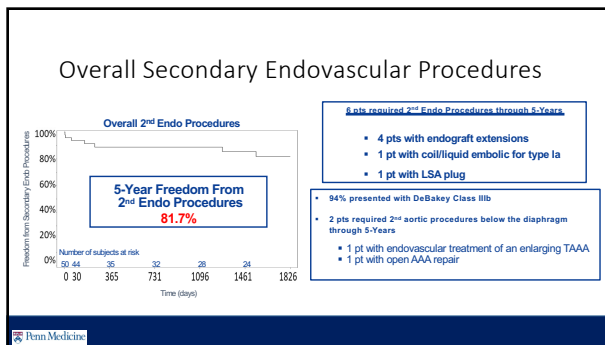 Overall Secondary Endovascular Procedures
Overall 2nd Endo Procedures
Freedom from Secondary Endo Procedures
100%
80%
60%
40%
20%
0%
5-Year Freedom From
2nd Endo Procedures
81.7%
Number of subjects at risk
50 44 35 32 28 24
0 30 365 731 1096 1461 1826
Time (days)
6 pts required 2nd Endo Procedures through 5-Years
▪ 4 pts with endograft extensions
▪ 1 pt with coil/liquid embolic for type Ia
▪ 1 pt with LSA plug
▪ 94% presented with DeBakey Class IIIb
▪ 2 pts required 2nd aortic procedures below the diaphragm
through 5-Years
▪ 1 pt with endovascular treatment of an enlarging TAAA
▪ 1 pt with open AAA repair
Penn Medicine